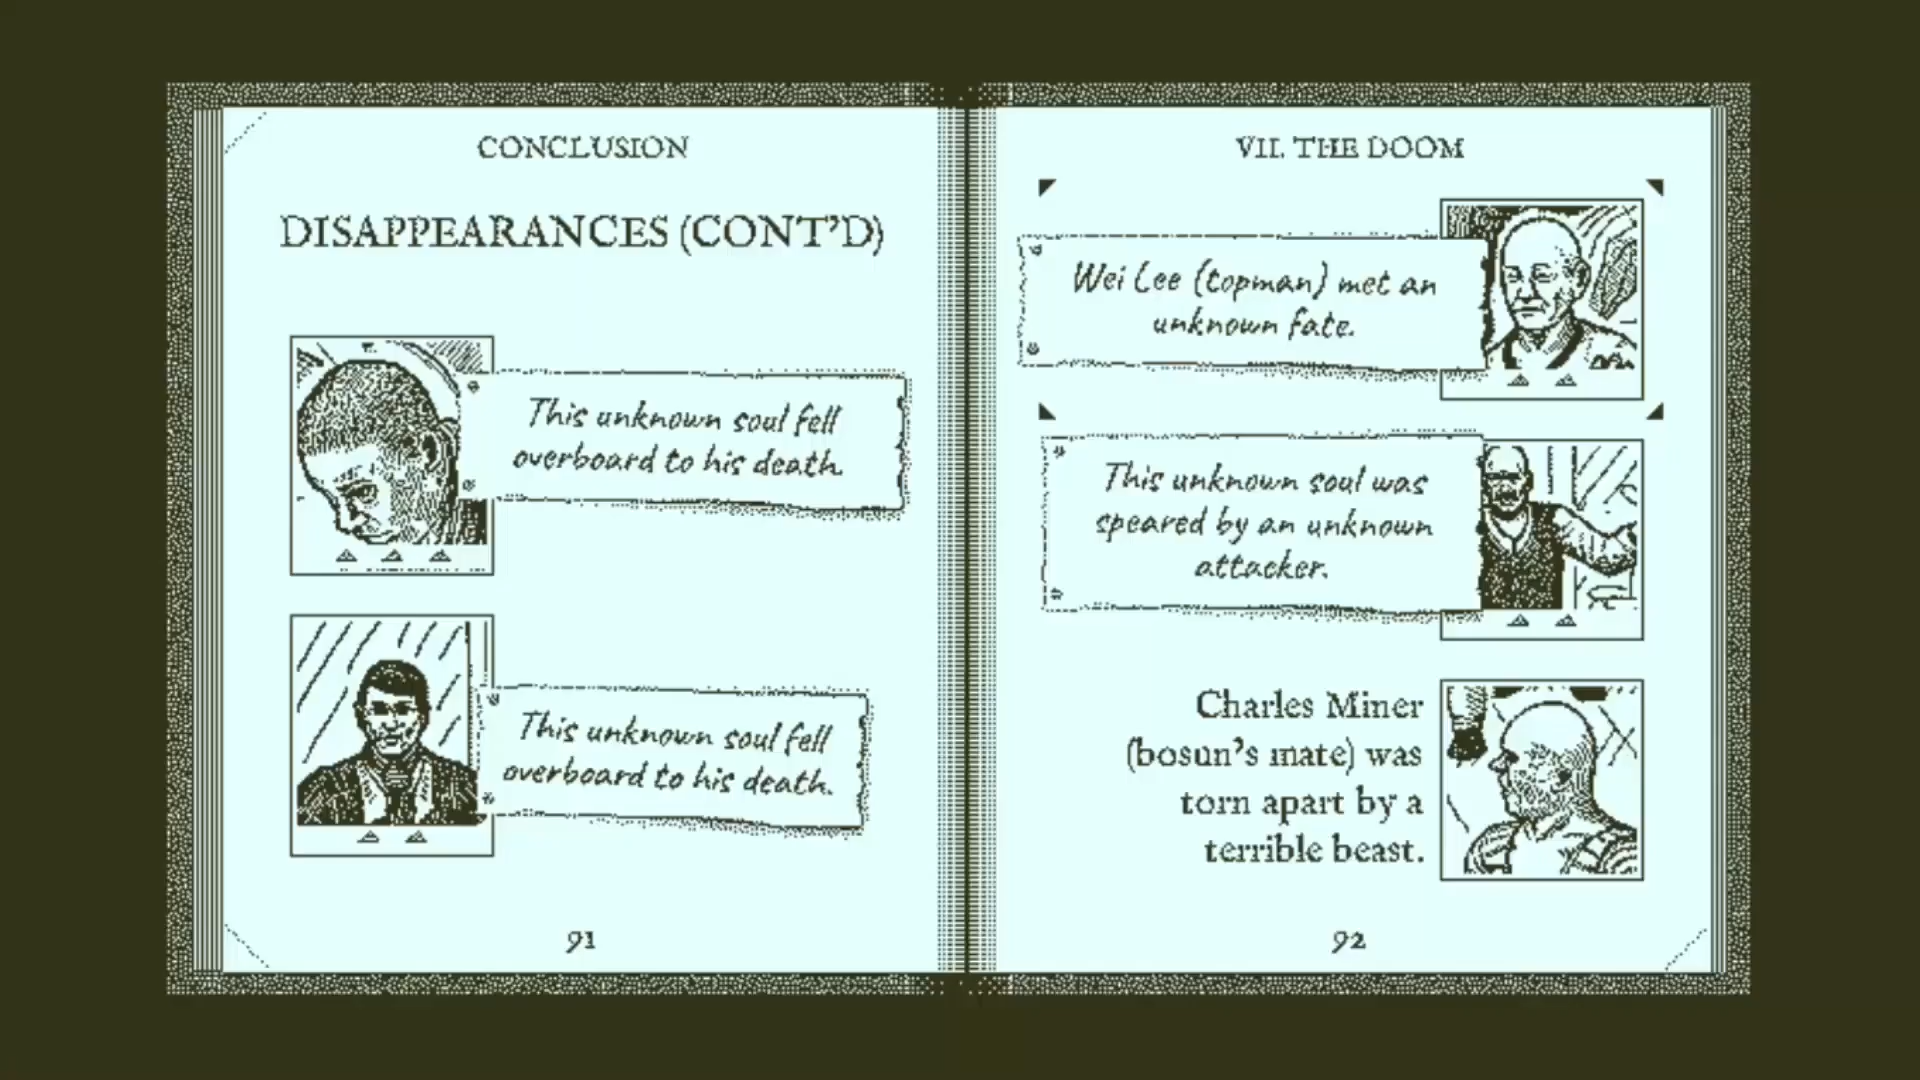 CONCLUSION
DISAPPEARANCES (CONT'D)
This unknown soul fell
overboard to his death.
This unknown soul fell
overboard to his death.
91
VII. THE DOOM
Wei Lee (topman) met an
unknown fate.
This unknown soul was
speared by an unknown
attacker.
Charles Miner
(bosun's mate) was
torn apart by a
terrible beast.
92